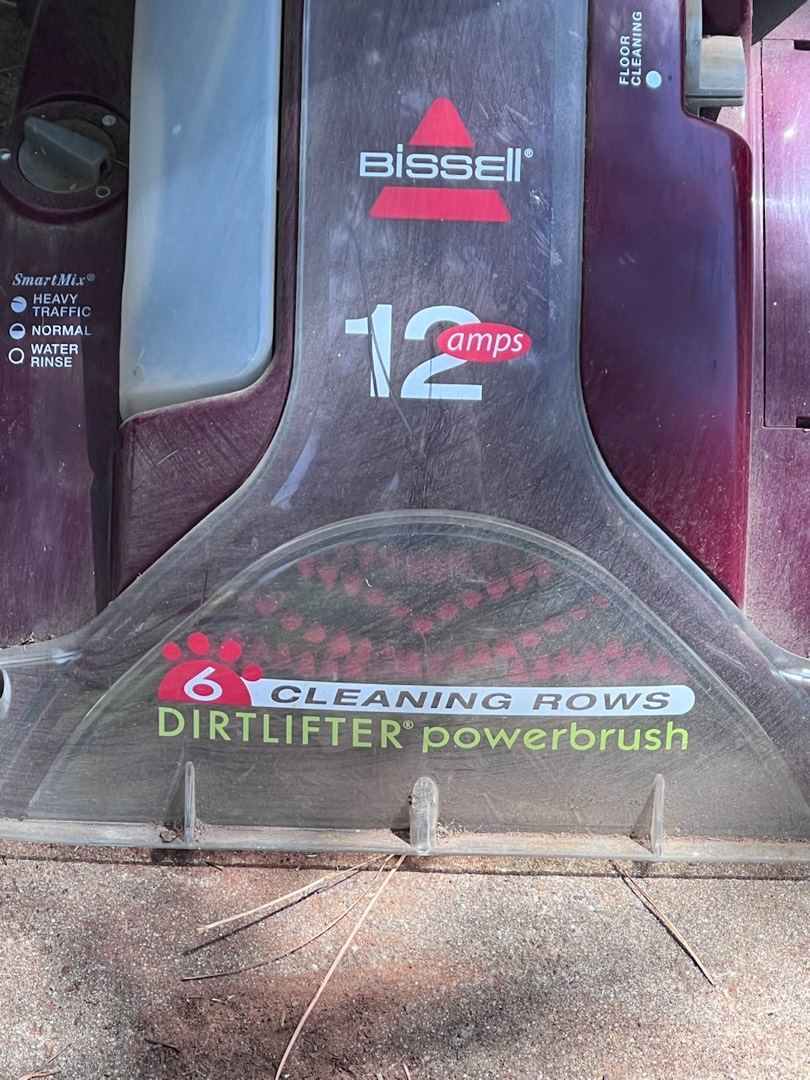 FLOOR
CLEANING
BISSELL®
SmartMix®
HEAVY
TRAFFIC
NORMAL
WATER
RINSE
12 amps
6 CLEANING ROWS
DIRTLIFTER® powerbrush